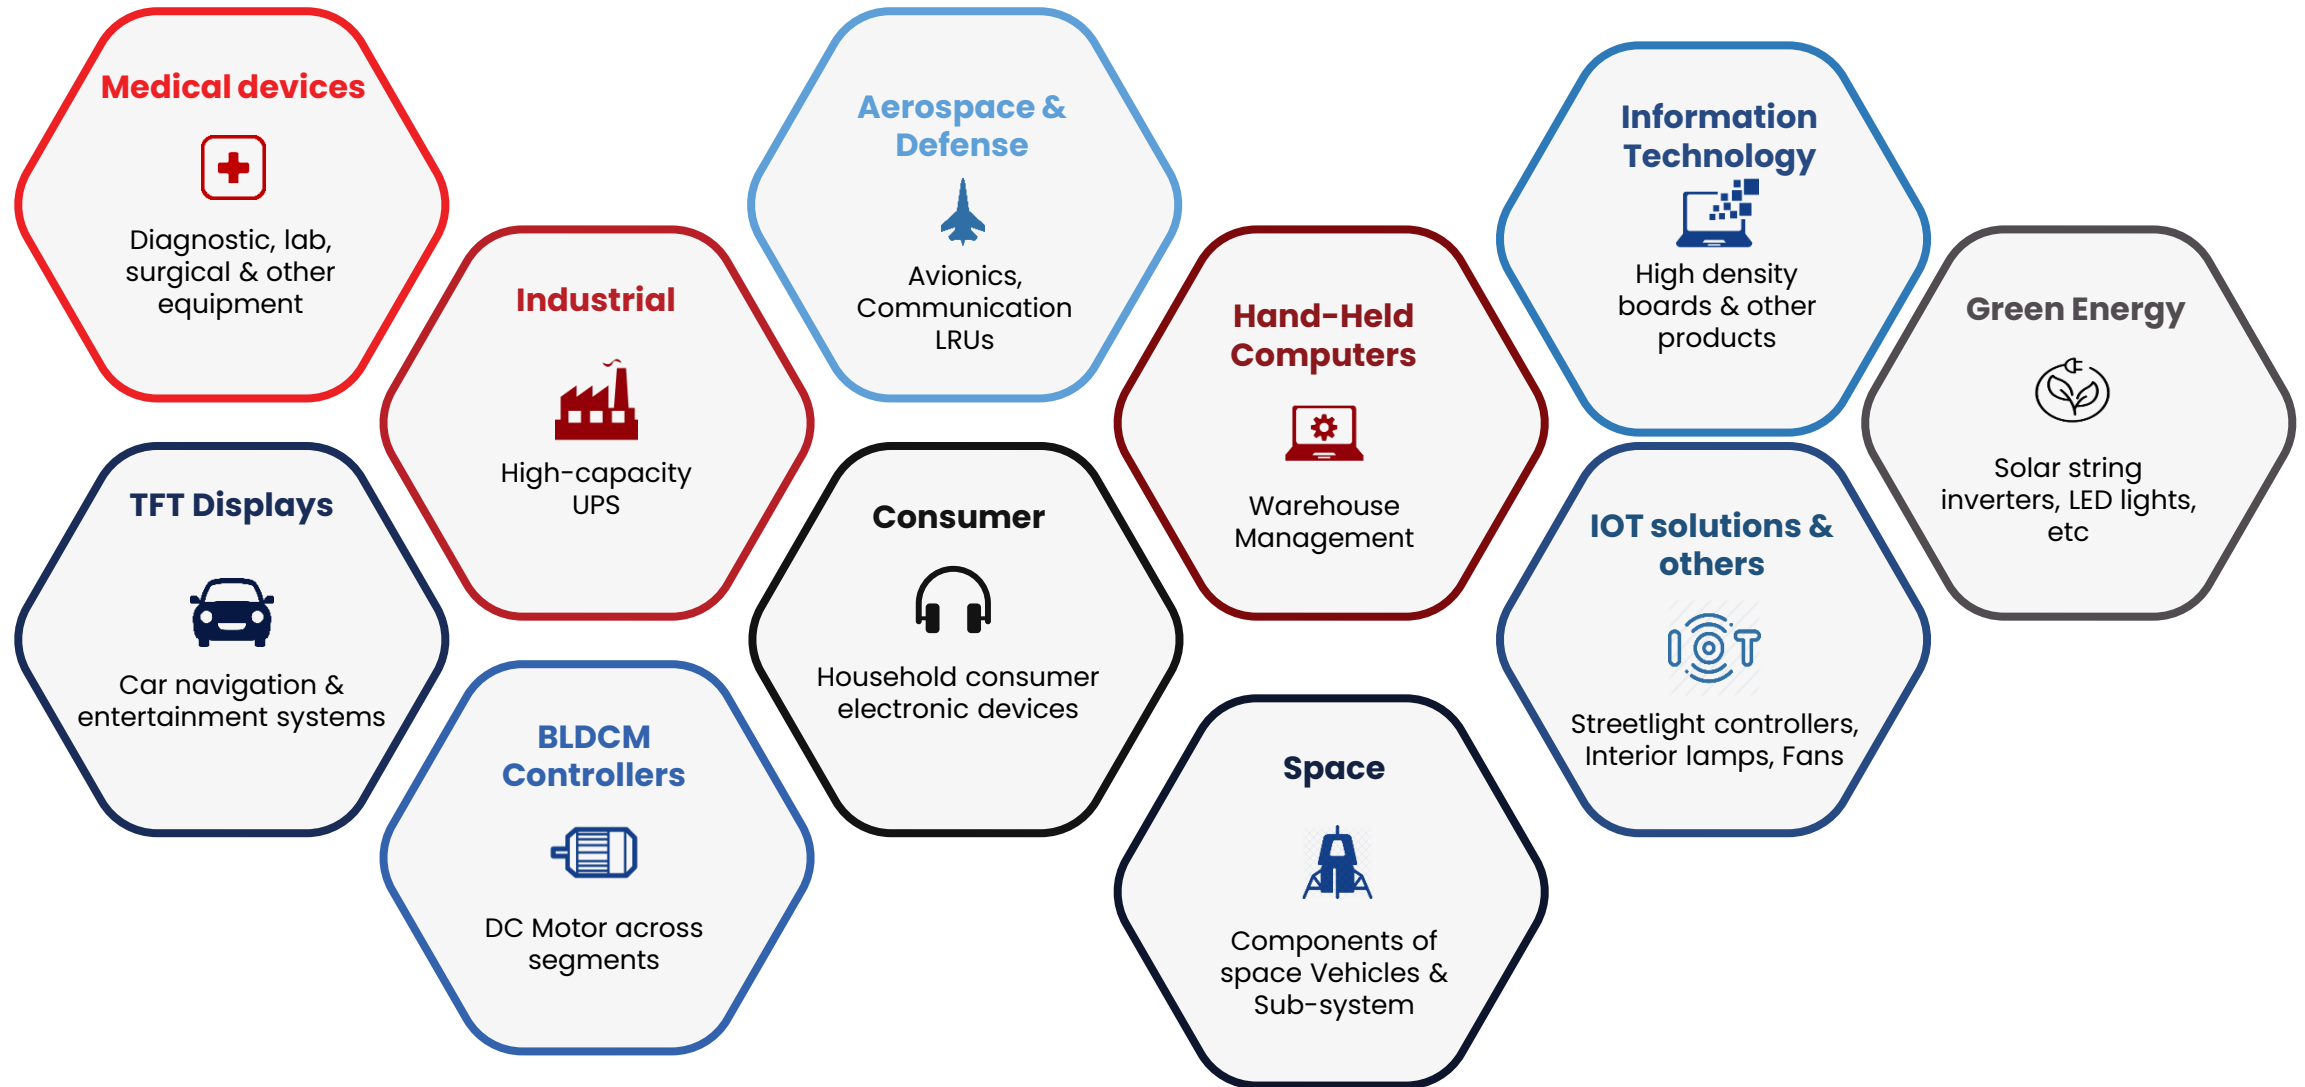 Medical devices
Diagnostic, lab,
surgical & other
equipment
Industrial
High-capacity
UPS
Aerospace &
Defense
Avionics,
Communication
LRUs
Hand-Held
Computers
Warehouse
Management
Information
Technology
High density
boards & other
products
Green Energy
Solar string
inverters, LED lights,
etc
TFT Displays
Car navigation &
entertainment systems
BLDCM
Controllers
DC Motor across
segments
Consumer
Household consumer
electronic devices
Space
Components of
space Vehicles &
Sub-system
IOT solutions &
others
IOT
Streetlight controllers,
Interior lamps, Fans